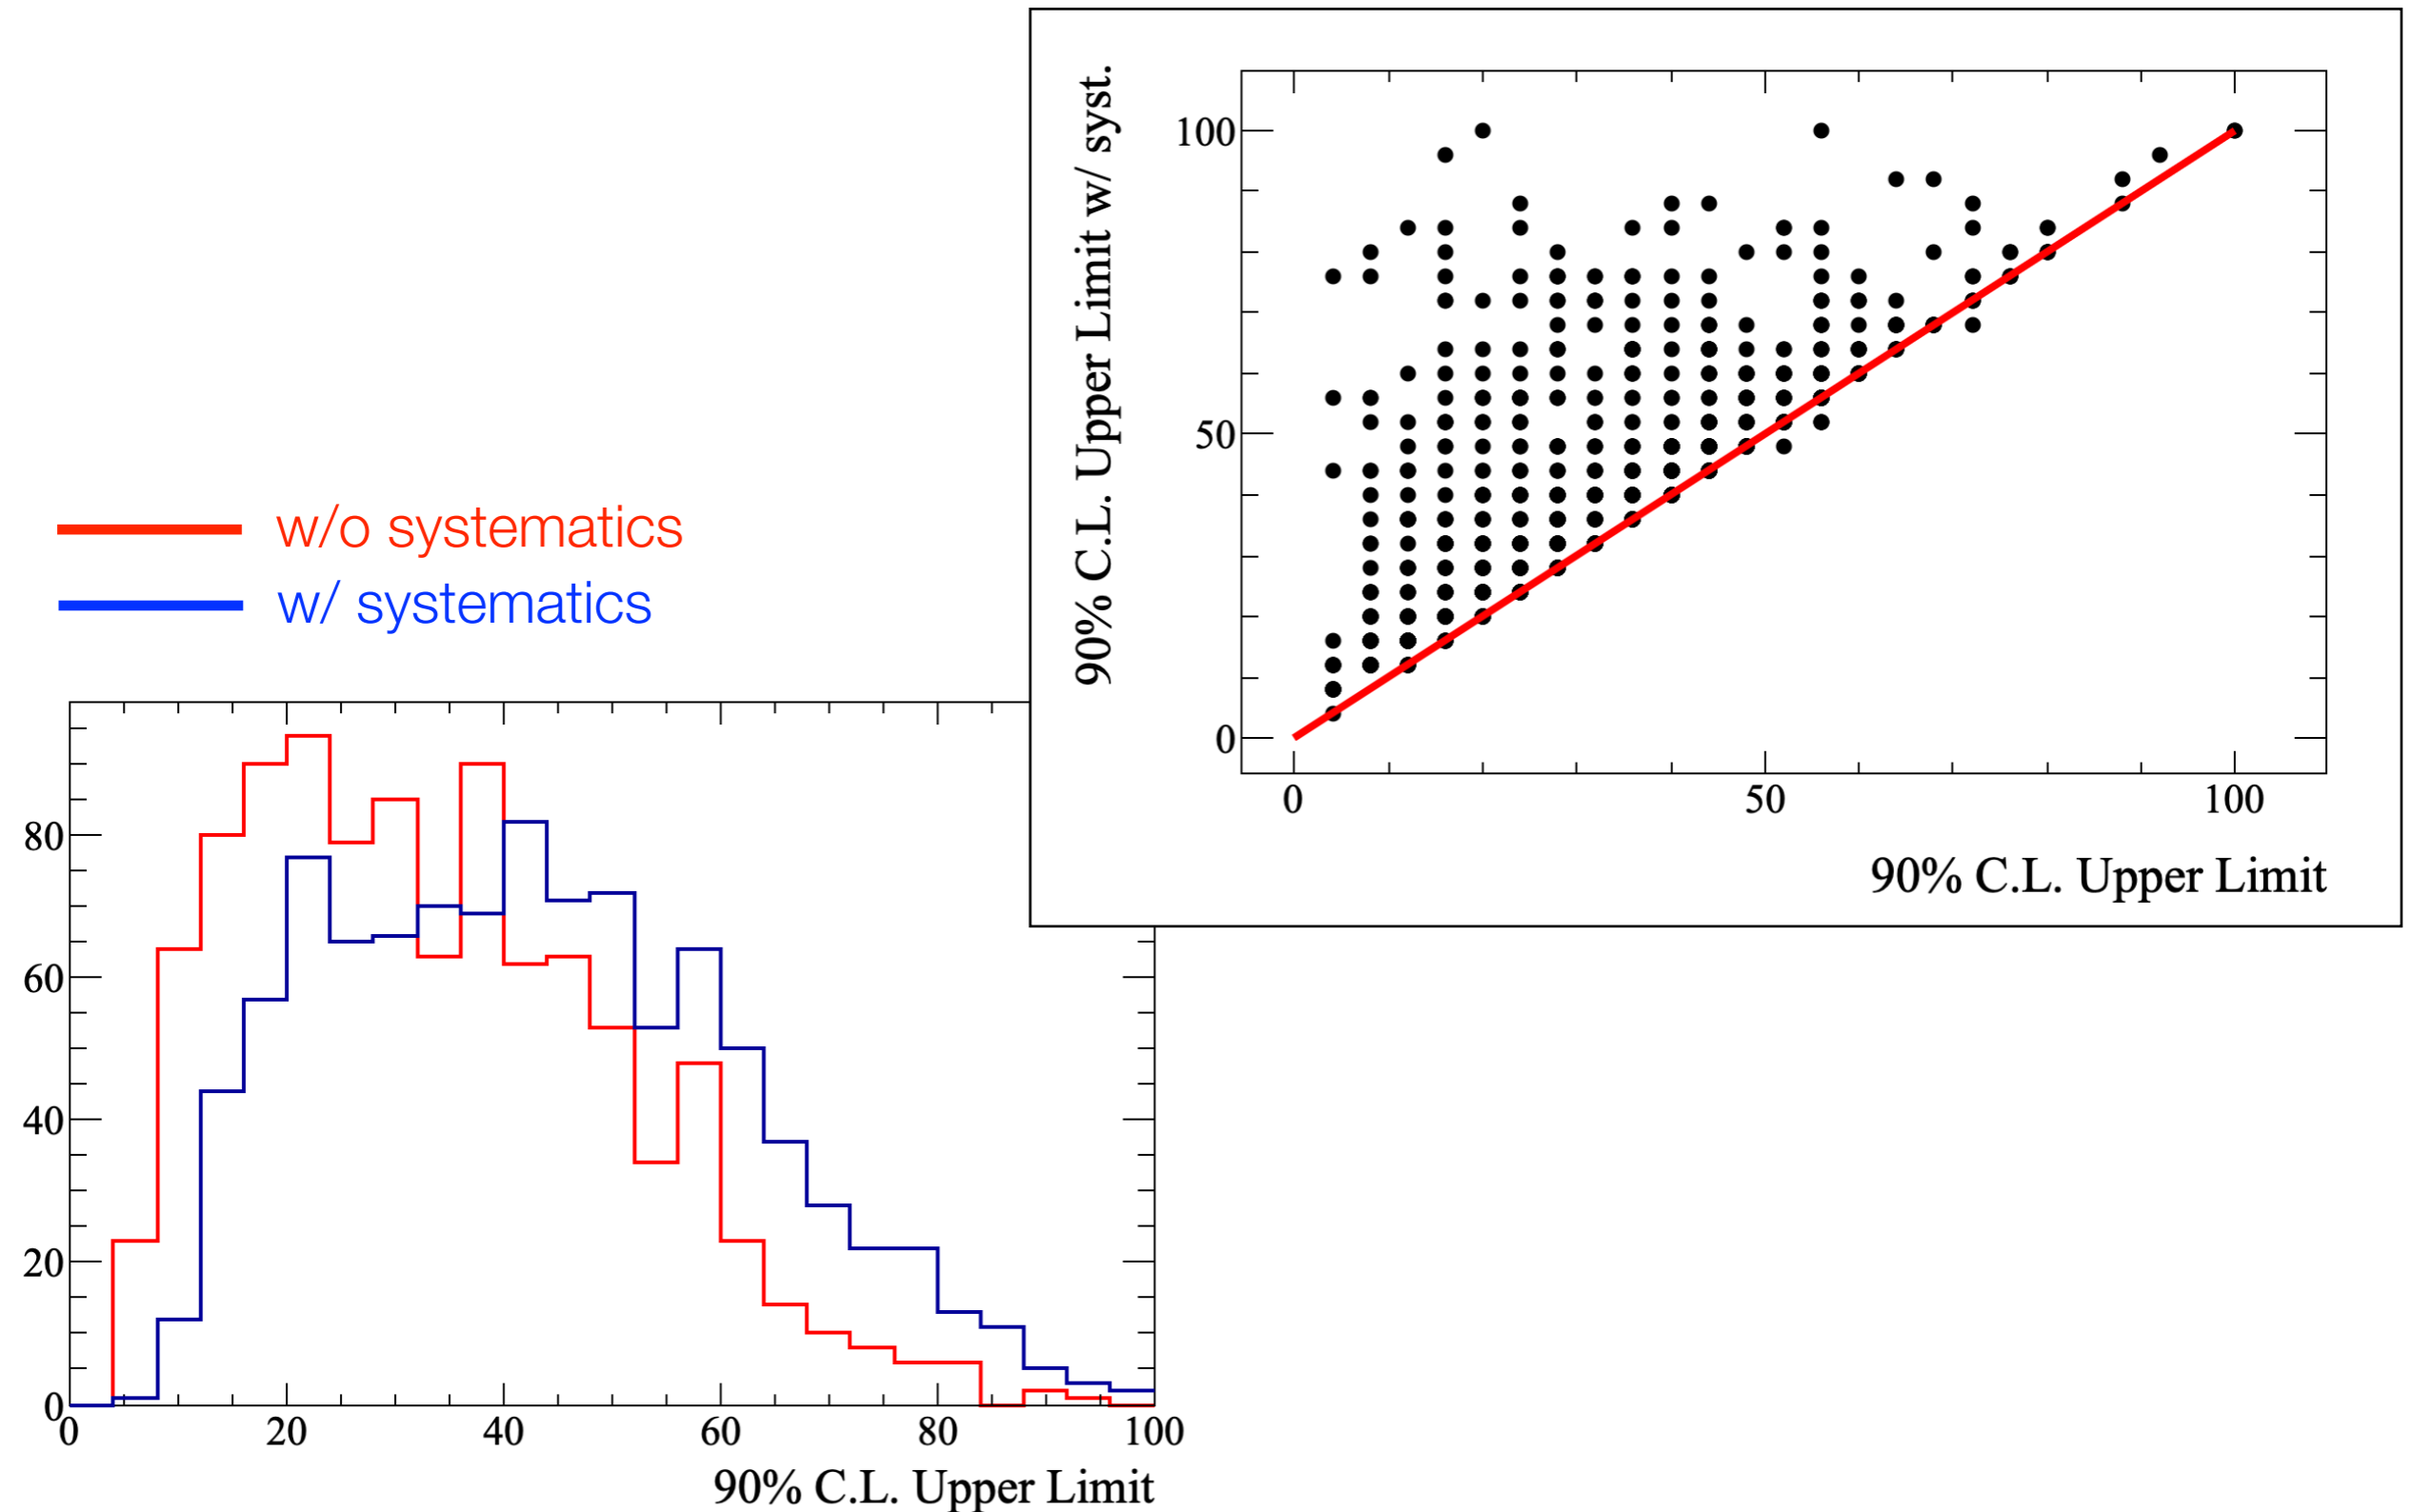 90% C.L. Upper Limit w/ syst.
100
50
0
0 50 100
90% C.L. Upper Limit
w/o systematics
w/ systematics
80
60
40
20
0
0 20 40 60 80 100
90% C.L. Upper Limit